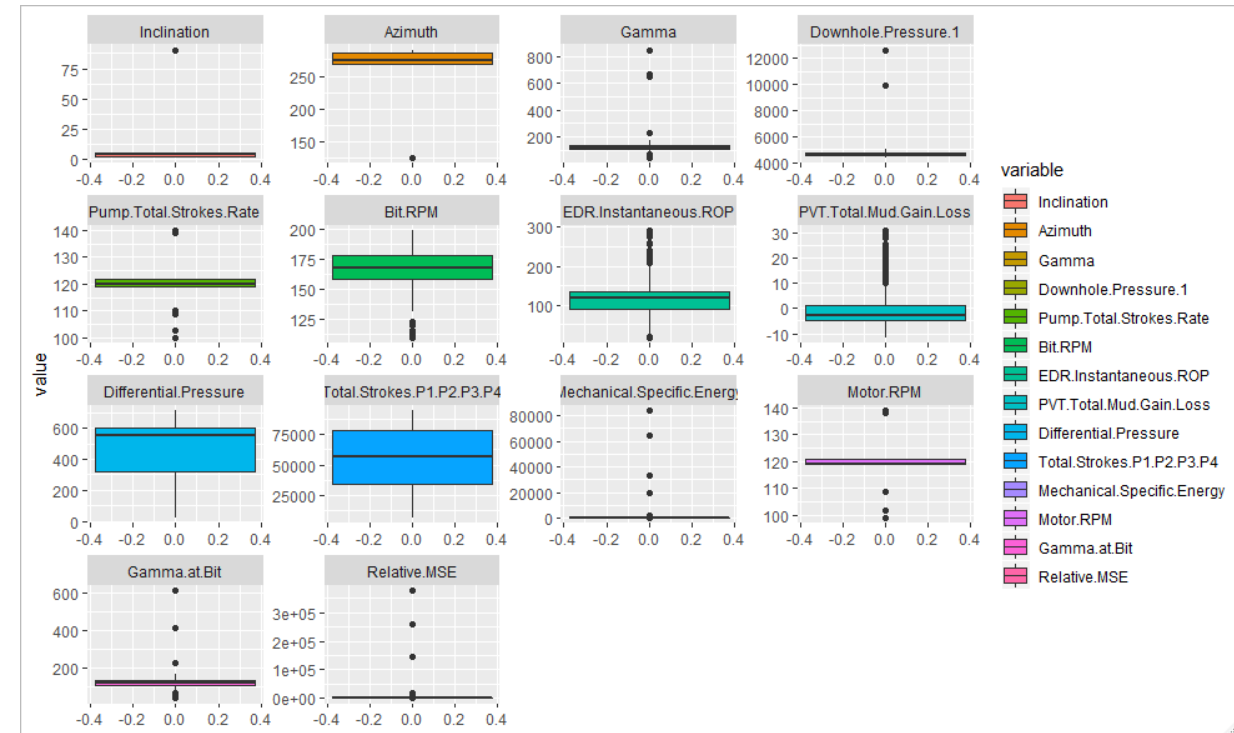 Inclination
Azimuth
Gamma
Downhole.Pressure.1
75
50
25
0
250
200
150
800
600
400
200
12000
10000
8000
6000
4000
-0.4 -0.2 0.0 0.2 0.4
-0.4 -0.2 0.0 0.2 0.4
-0.4 -0.2 0.0 0.2 0.4
-0.4 -0.2 0.0 0.2 0.4
Pump.Total.Strokes.Rate
Bit.RPM
EDR.Instantaneous.ROP
PVT.Total.Mud.Gain.Loss
140
130
120
110
100
200
175
150
125
300
200
100
30
20
10
0
-10
-0.4 -0.2 0.0 0.2 0.4
-0.4 -0.2 0.0 0.2 0.4
-0.4 -0.2 0.0 0.2 0.4
-0.4 -0.2 0.0 0.2 0.4
value
Differential.Pressure
Total.Strokes.P1.P2.P3.P4
Mechanical.Specific.Energy
Motor.RPM
600
400
200
0
75000
50000
25000
80000
60000
40000
20000
0
140
130
120
110
100
-0.4 -0.2 0.0 0.2 0.4
-0.4 -0.2 0.0 0.2 0.4
-0.4 -0.2 0.0 0.2 0.4
-0.4 -0.2 0.0 0.2 0.4
Gamma.at.Bit
Relative.MSE
600
400
200
3e+05
2e+05
1e+05
0e+00
-0.4 -0.2 0.0 0.2 0.4
-0.4 -0.2 0.0 0.2 0.4
variable
Inclination
Azimuth
Gamma
Downhole.Pressure.1
Pump.Total.Strokes.Rate
Bit.RPM
EDR.Instantaneous.ROP
PVT.Total.Mud.Gain.Loss
Differential.Pressure
Total.Strokes.P1.P2.P3.P4
Mechanical.Specific.Energy
Motor.RPM
Gamma.at.Bit
Relative.MSE